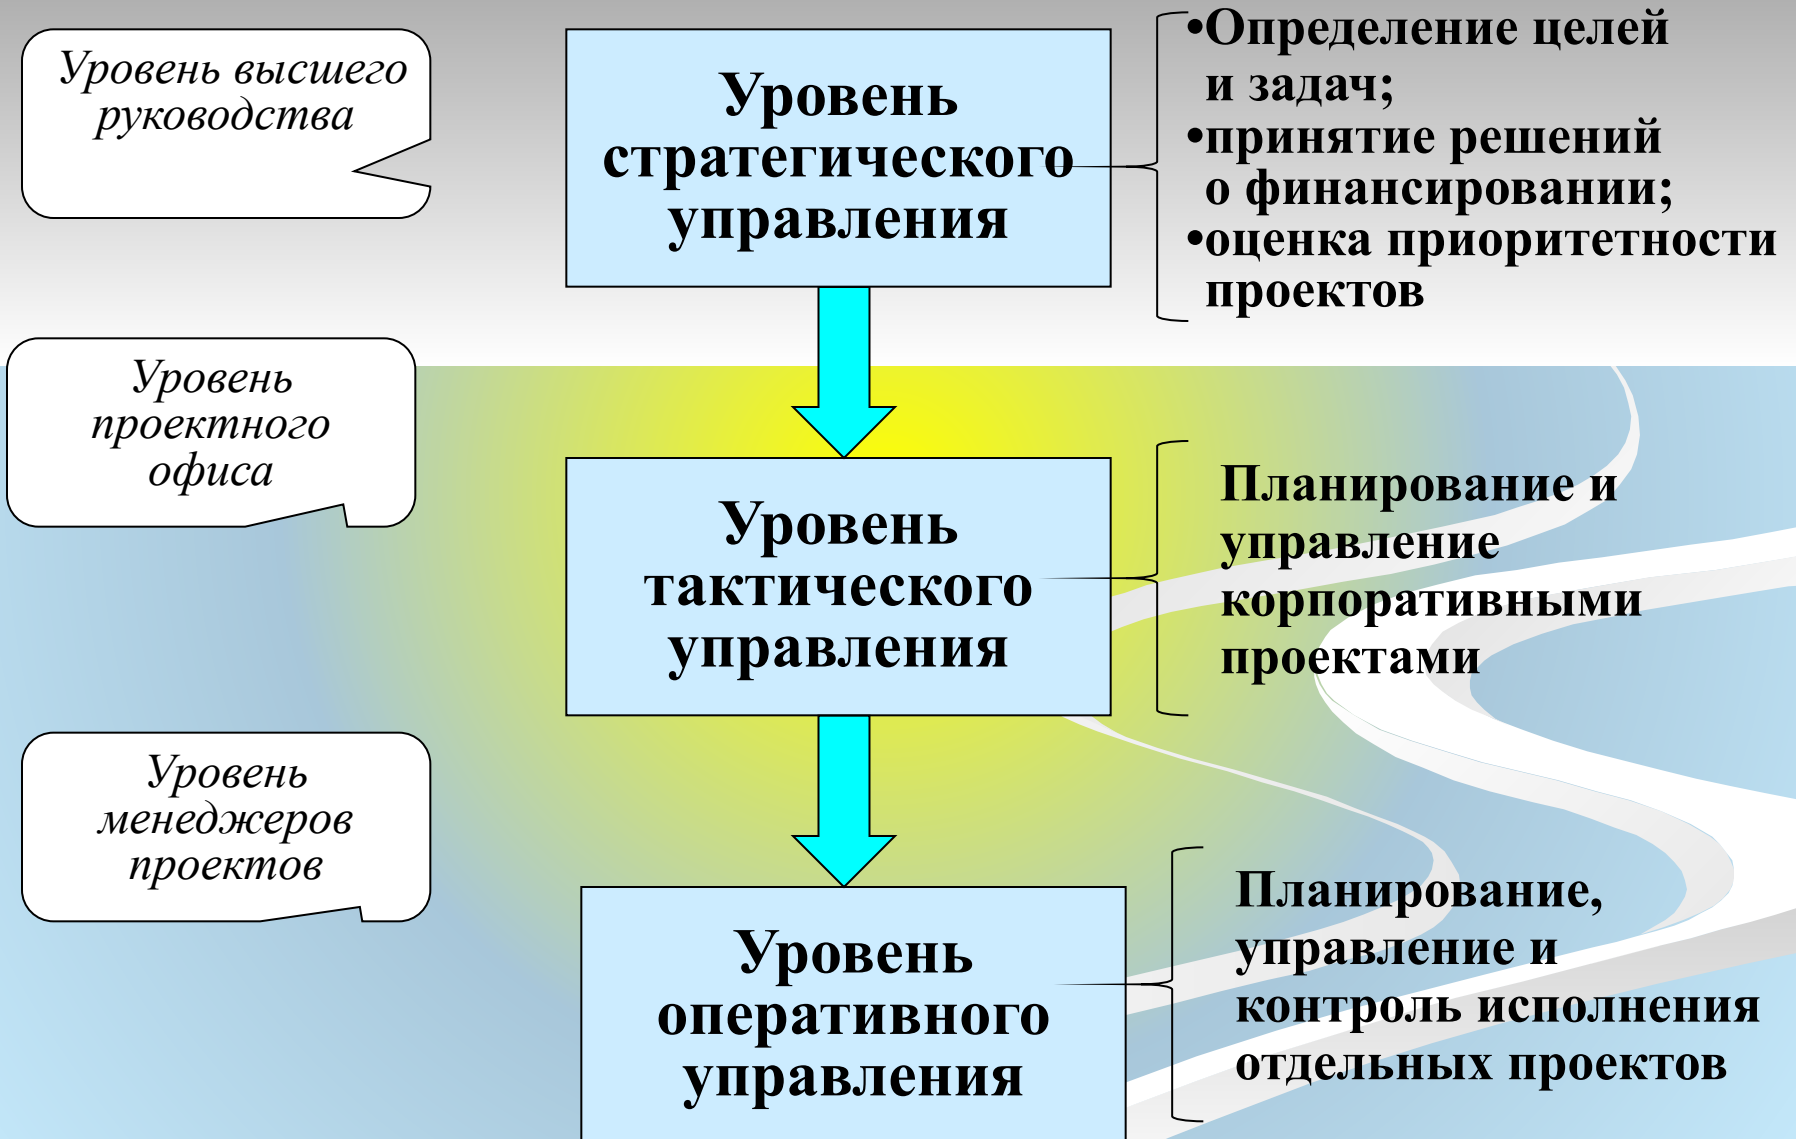 Уровень высшего
руководства
Уровень
стратегического
управления
•Определение целей
и задач;
•принятие решений
о финансировании;
•оценка приоритетности
проектов
Уровень
проектного
офиса
Уровень
тактического
управления
Планирование и
управление
корпоративными
проектами
Уровень
менеджеров
проектов
Уровень
оперативного
управления
Планирование,
управление и
контроль исполнения
отдельных проектов